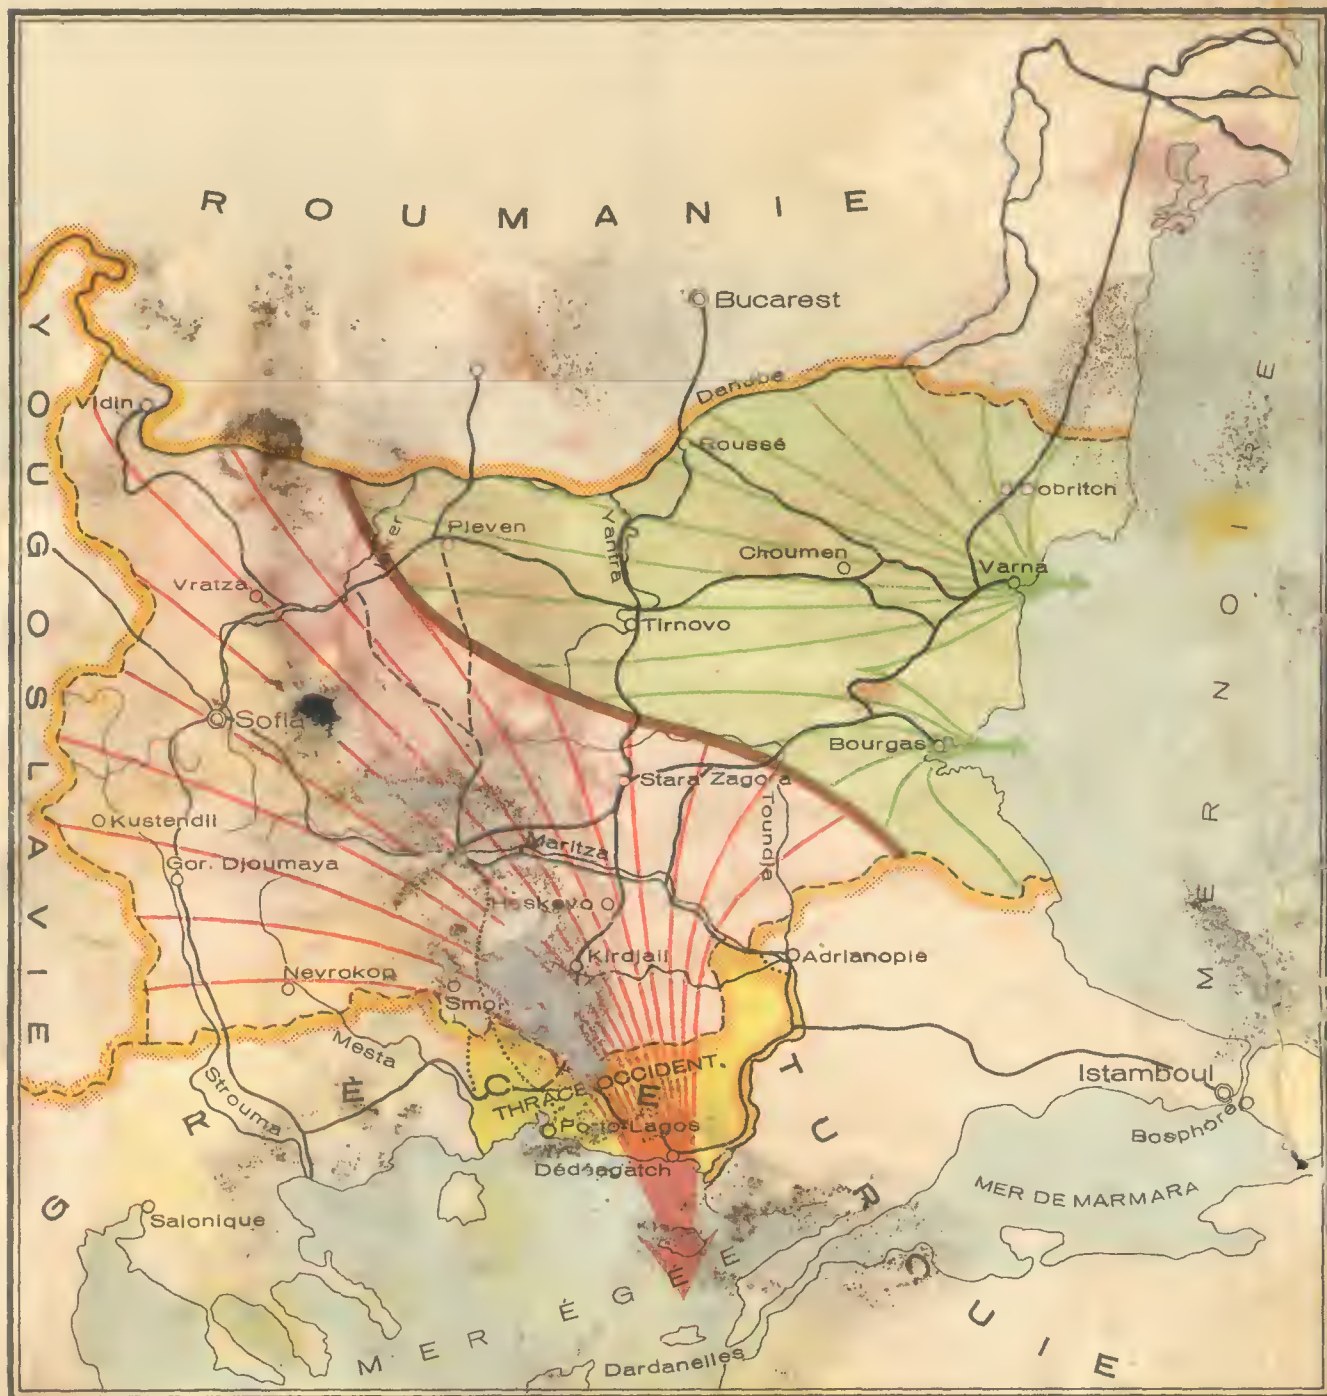 ROUMANIE
YOUGOSLAVIE
Bucarest
Danube
Vidin
Roussé
Dobritch
Pleven
Yantra
Choumen
Varna
Vratza
Tirnovo
MER NOIRE
Sofia
Bourgas
Stara Zagora
Toundja
Kustendil
Maritza
Gor. Djoumaya
Haskovo
Kirdjali
Adrianople
Nevrokop
Smol
Mesta
Strouma
THRACE OCCIDENT.
Istamboul
Bosphore
Porto-Lagos
Dédéagatch
GRÉCE
TURQUIE
MER DE MARMARA
Salonique
MER ÉGÉE
Dardanelles